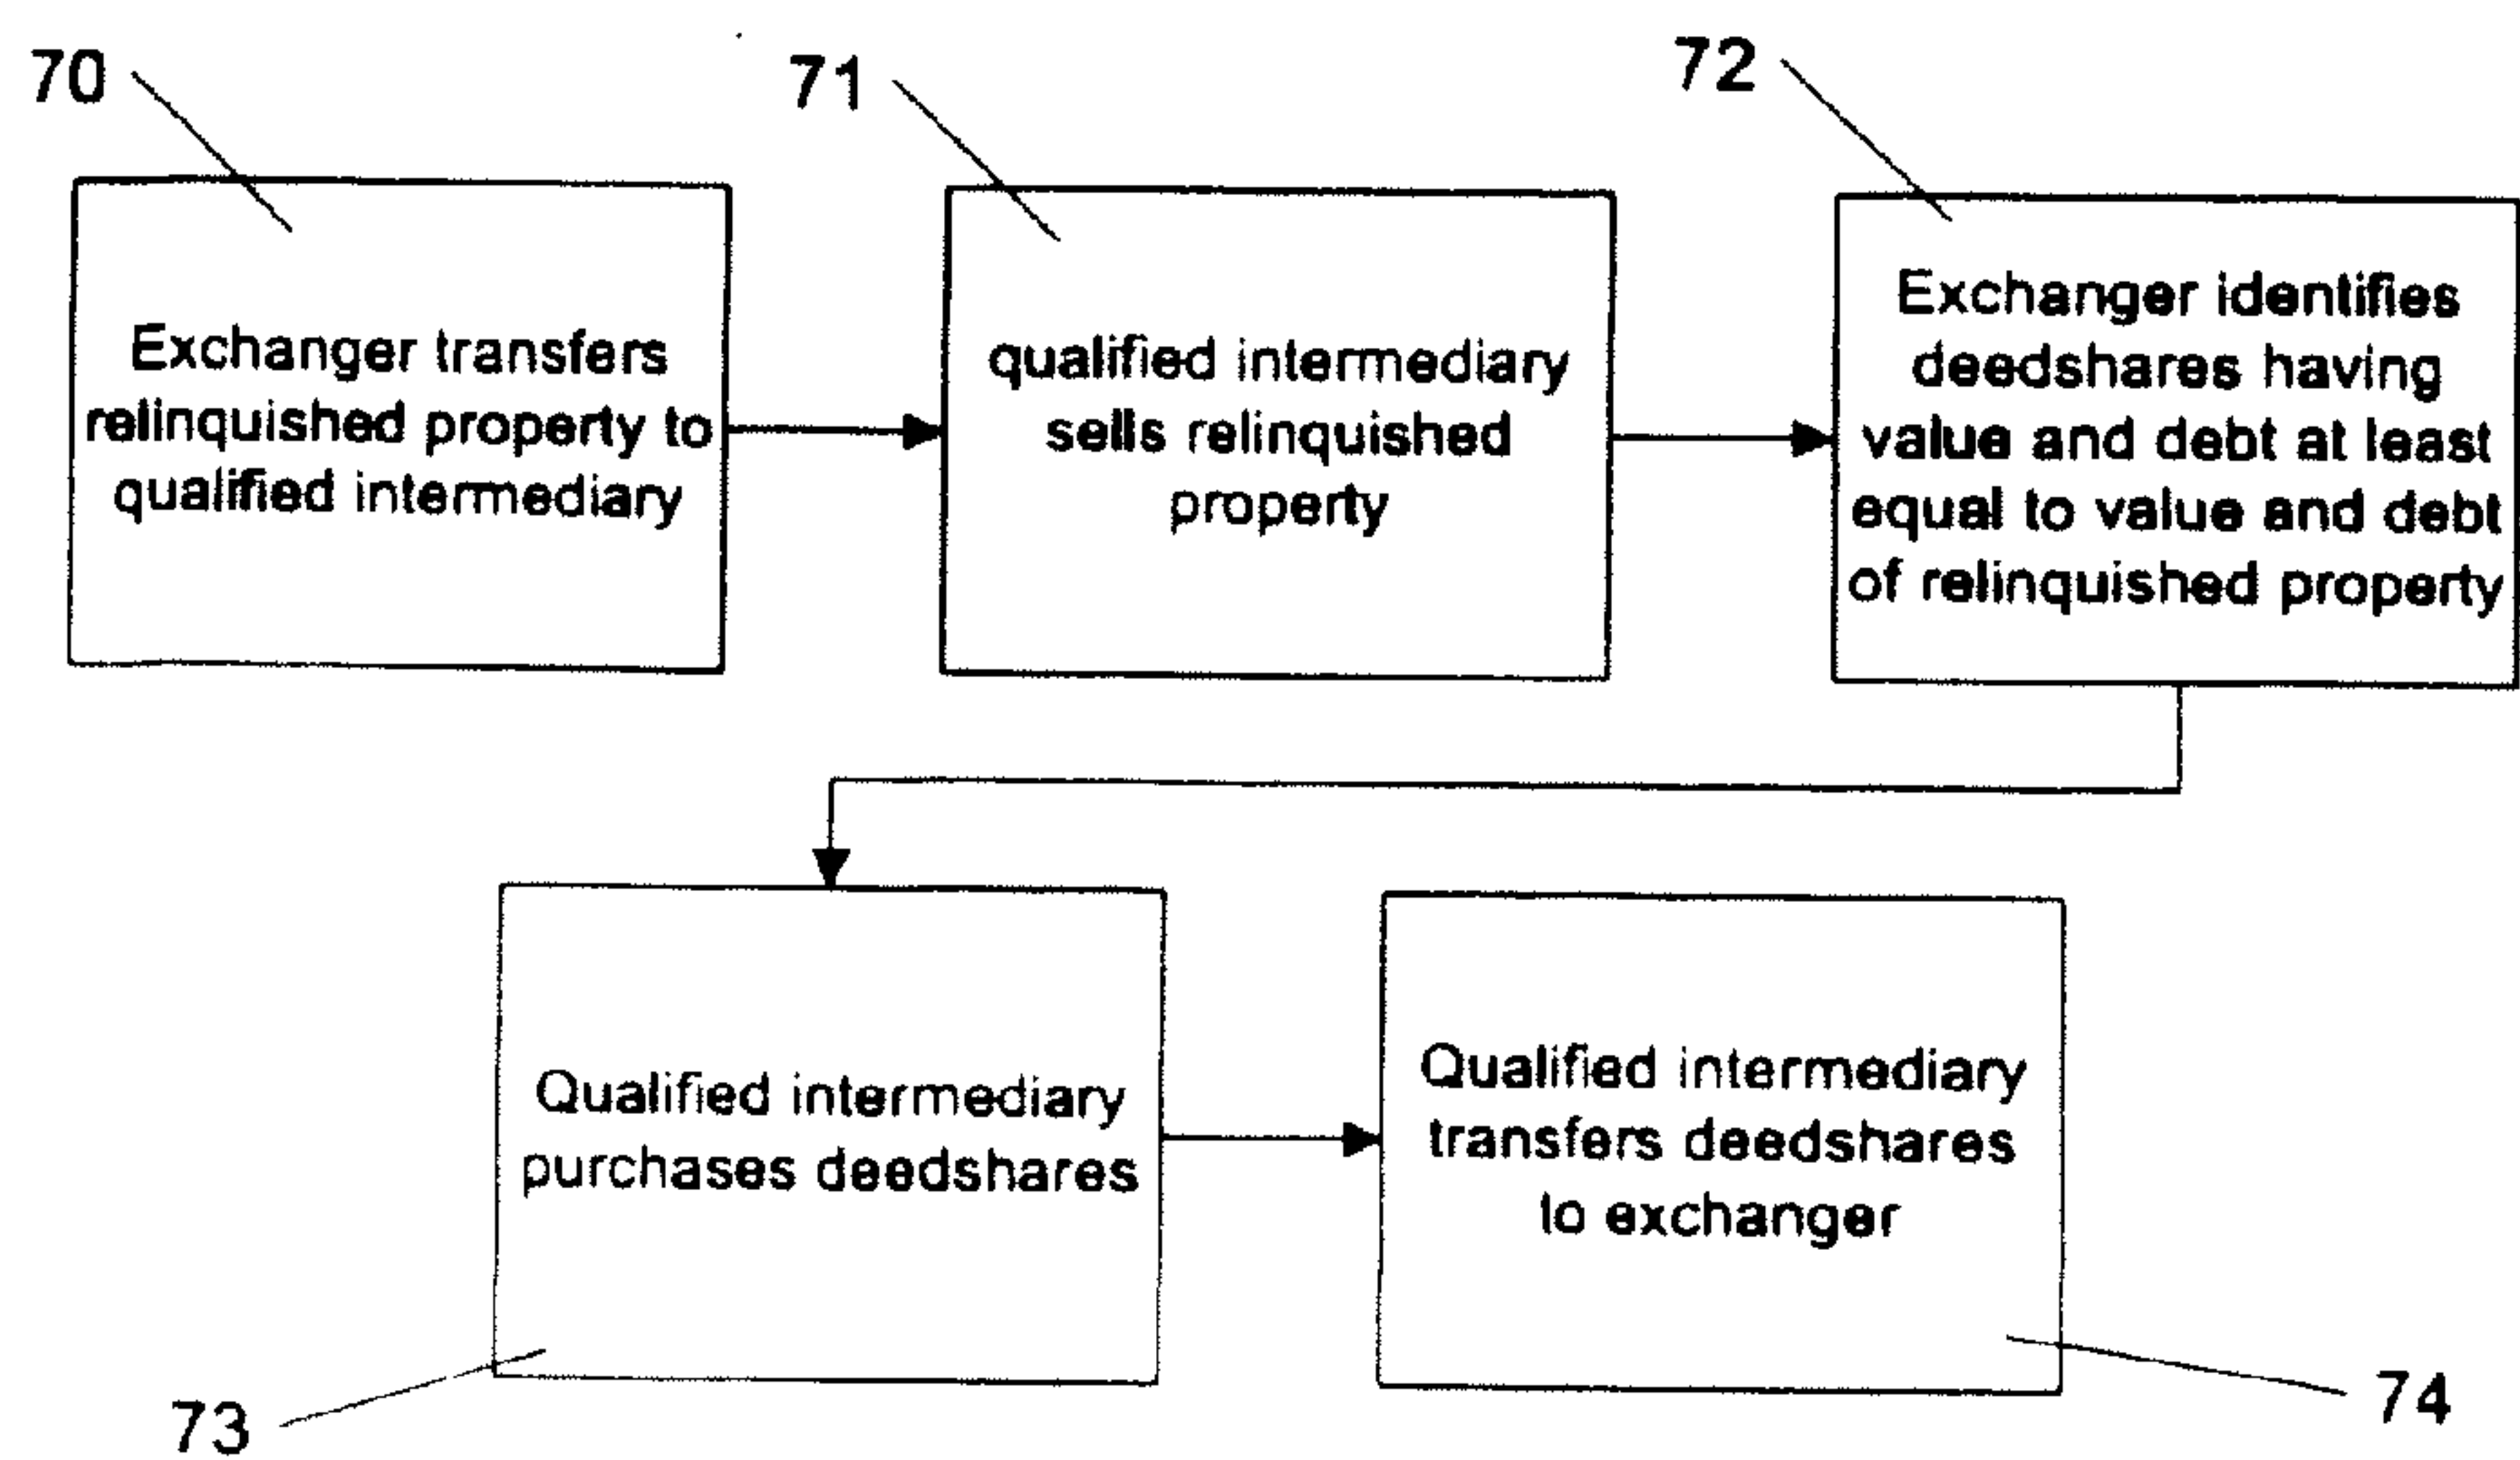 70
71
72
Exchanger transfers
relinquished property to
qualified intermediary
qualified intermediary
sells relinquished
property
Exchanger identifies
deedshares having
value and debt at least
equal to value and debt
of relinquished property
Qualified intermediary
purchases deedshares
Qualified intermediary
transfers deedshares
to exchanger
73
74